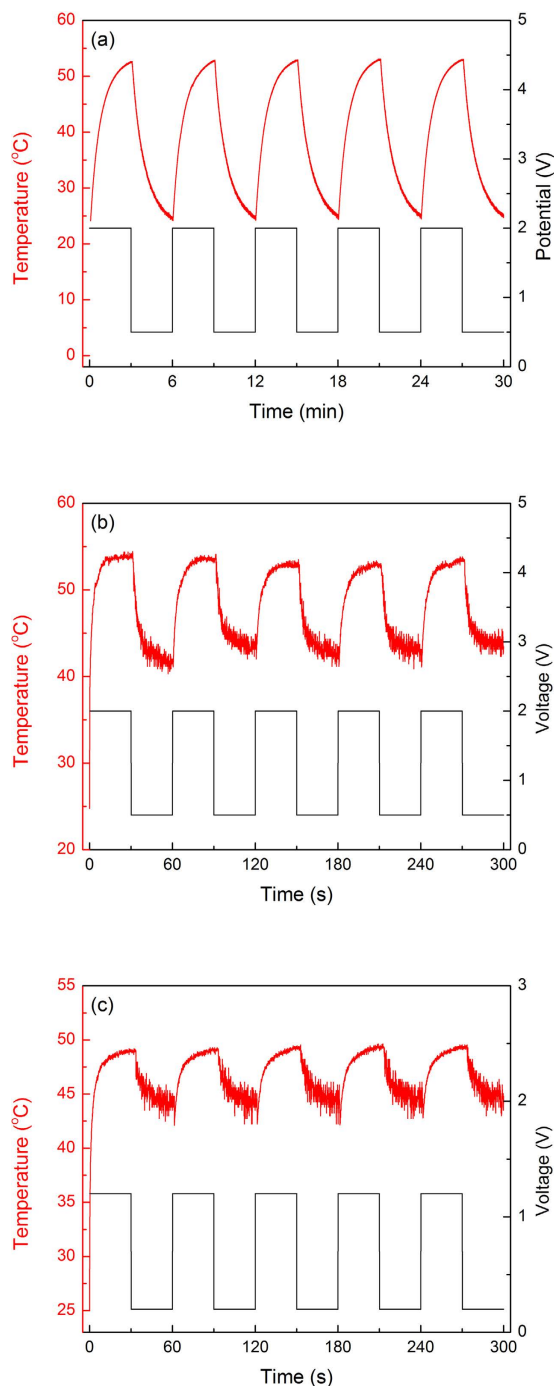 (a)
60
50
40
30
20
10
0
Temperature (°C)
5
4
3
2
1
0
Potential (V)
0 6 12 18 24 30
Time (min)
(b)
60
50
40
30
20
Temperature (°C)
5
4
3
2
1
0
Voltage (V)
0 60 120 180 240 300
Time (s)
(c)
55
50
45
40
35
30
25
Temperature (°C)
3
2
1
0
Voltage (V)
0 60 120 180 240 300
Time (s)